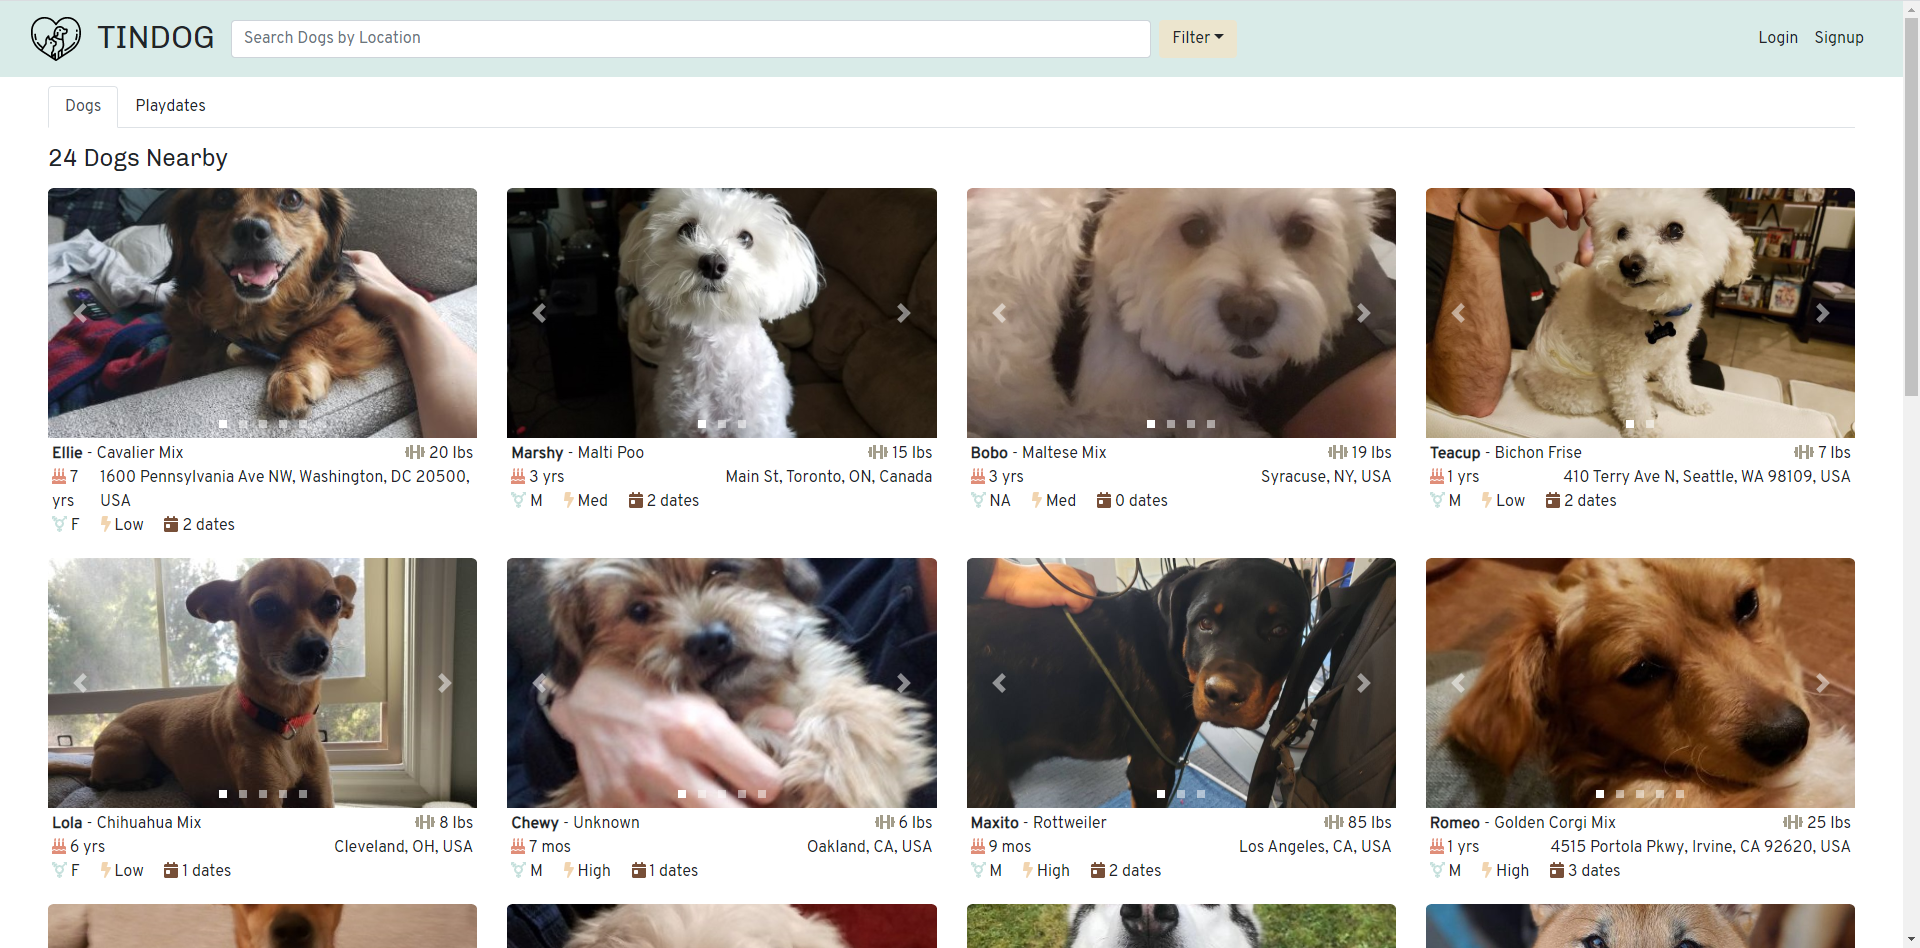 TINDOG
Search Dogs by Location
Filter
Login
Signup
Dogs
Playdates
24 Dogs Nearby
Ellie - Cavalier Mix
20 lbs
7 yrs
1600 Pennsylvania Ave NW, Washington, DC 20500,
USA
F
Low
2 dates
Marshy - Malti Poo
15 lbs
3 yrs
Main St, Toronto, ON, Canada
M
Med
2 dates
Bobo - Maltese Mix
19 lbs
3 yrs
Syracuse, NY, USA
NA
Med
0 dates
Teacup - Bichon Frise
7 lbs
1 yrs
410 Terry Ave N, Seattle, WA 98109, USA
M
Low
2 dates
Lola - Chihuahua Mix
8 lbs
6 yrs
Cleveland, OH, USA
F
Low
1 dates
Chewy - Unknown
6 lbs
7 mos
Oakland, CA, USA
M
High
1 dates
Maxito - Rottweiler
85 lbs
9 mos
Los Angeles, CA, USA
M
High
2 dates
Romeo - Golden Corgi Mix
25 lbs
1 yrs
4515 Portola Pkwy, Irvine, CA 92620, USA
M
High
3 dates